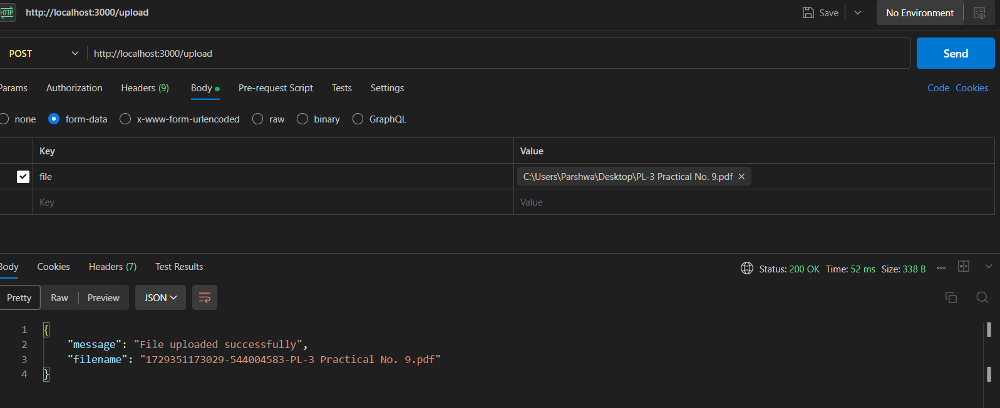 HTTP
http://localhost:3000/upload
Save
No Environment
POST
http://localhost:3000/upload
Send
Params Authorization Headers (9) Body Pre-request Script Tests Settings Code Cookies
none form-data x-www-form-urlencoded raw binary GraphQL
Key Value
file C:\Users\Parshwa\Desktop\PL-3 Practical No. 9.pdf
Key Value
Body Cookies Headers (7) Test Results Status: 200 OK Time: 52 ms Size: 338 B
Pretty Raw Preview JSON
1 {
2 "message": "File uploaded successfully",
3 "filename": "1729351173029-544004583-PL-3 Practical No. 9.pdf"
4 }